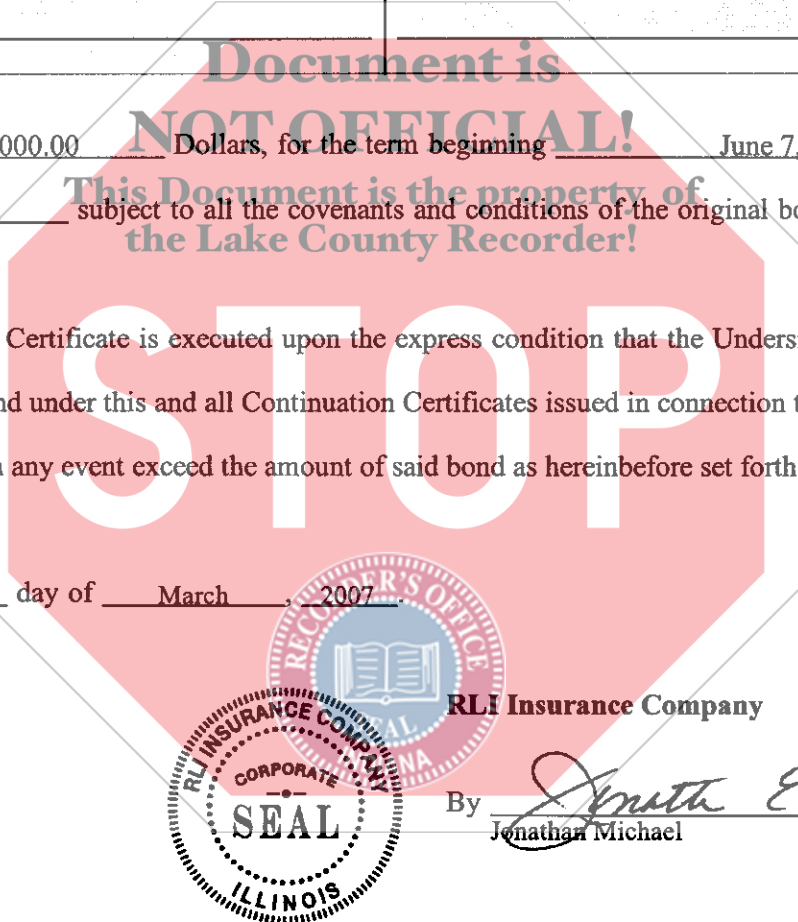 Document is
NOT OFFICIAL!
000.00 Dollars, for the term beginning June 7,
This Document is the property of
subject to all the covenants and conditions of the original bo
the Lake County Recorder!
STOP
Certificate is executed upon the express condition that the Unders
nd under this and all Continuation Certificates issued in connection t
any event exceed the amount of said bond as hereinbefore set forth
day of March, 2007.
RECORDER'S OFFICE
SEAL
INDIANA
RLI Insurance Company
RLI INSURANCE COMPANY
CORPORATE
SEAL
ILLINOIS
By Jonath E
Jonathan Michael